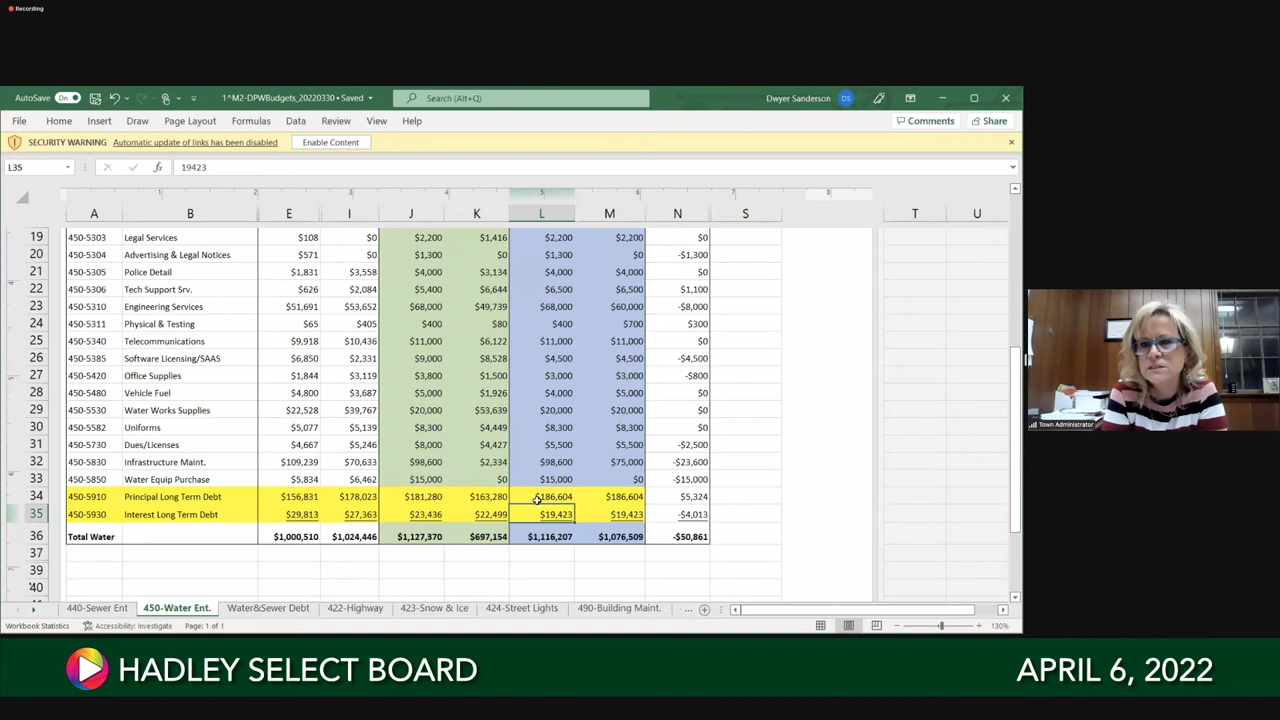 Recording
AutoSave On 1^M2-DPWBudgets_20220330 • Saved Search (Alt+Q) Dwyer Sanderson DS
File Home Insert Draw Page Layout Formulas Data Review View Help Comments Share
SECURITY WARNING Automatic update of links has been disabled Enable Content
L35 fx 19423
1 2 3 4 5 6 7 8
A B E I J K L M N S T U
19 450-5303 Legal Services $108 $0 $2,200 $1,416 $2,200 $2,200 $0
20 450-5304 Advertising & Legal Notices $571 $0 $1,300 $0 $1,300 $0 -$1,300
21 450-5305 Police Detail $1,831 $3,558 $4,000 $3,134 $4,000 $4,000 $0
22 450-5306 Tech Support Srv. $626 $2,084 $5,400 $6,644 $6,500 $6,500 $1,100
23 450-5310 Engineering Services $51,691 $53,652 $68,000 $49,739 $68,000 $60,000 -$8,000
24 450-5311 Physical & Testing $65 $405 $400 $80 $400 $700 $300
25 450-5340 Telecommunications $9,918 $10,436 $11,000 $6,122 $11,000 $11,000 $0
26 450-5385 Software Licensing/SAAS $6,850 $2,331 $9,000 $8,528 $4,500 $4,500 -$4,500
27 450-5420 Office Supplies $1,844 $3,119 $3,800 $1,500 $3,000 $3,000 -$800
28 450-5480 Vehicle Fuel $4,800 $3,687 $5,000 $1,926 $4,000 $5,000 $0
29 450-5530 Water Works Supplies $22,528 $39,767 $20,000 $53,639 $20,000 $20,000 $0
30 450-5582 Uniforms $5,077 $5,139 $8,300 $4,449 $8,300 $8,300 $0
31 450-5730 Dues/Licenses $4,667 $5,246 $8,000 $4,427 $5,500 $5,500 -$2,500
32 450-5830 Infrastructure Maint. $109,239 $70,633 $98,600 $2,334 $98,600 $75,000 -$23,600
33 450-5850 Water Equip Purchase $5,834 $6,462 $15,000 $0 $15,000 $0 -$15,000
34 450-5910 Principal Long Term Debt $156,831 $178,023 $181,280 $163,280 $186,604 $186,604 $5,324
35 450-5930 Interest Long Term Debt $29,813 $27,363 $23,436 $22,499 $19,423 $19,423 -$4,013
36 Total Water $1,000,510 $1,024,446 $1,127,370 $697,154 $1,116,207 $1,076,509 -$50,861
37
39
40
440-Sewer Ent 450-Water Ent. Water&Sewer Debt 422-Highway 423-Snow & Ice 424-Street Lights 490-Building Maint. ...
Workbook Statistics Accessibility: Investigate Page: 1 of 1 130%
Town Administrator
HADLEY SELECT BOARD APRIL 6, 2022